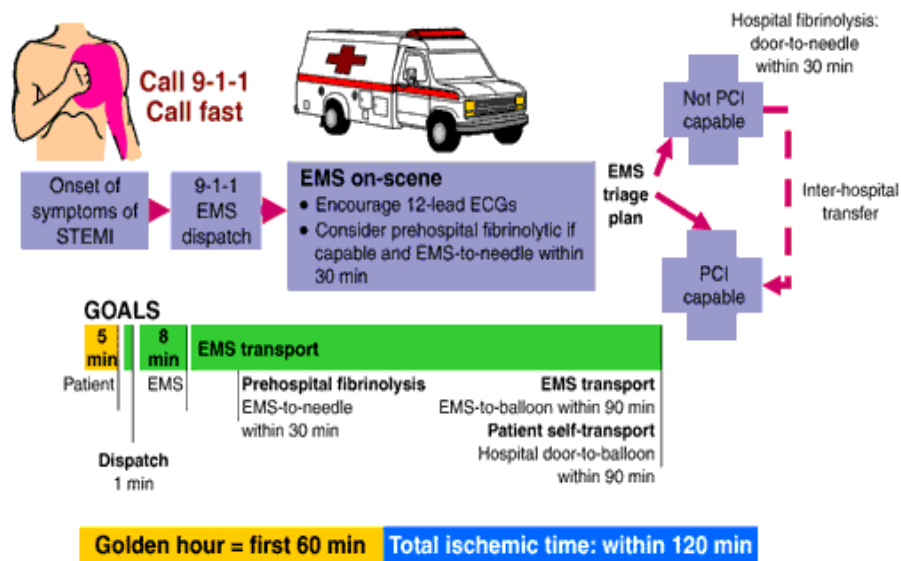 Call 9-1-1
Call fast
Hospital fibrinolysis:
door-to-needle
within 30 min
Not PCI
capable
Onset of
symptoms of
STEMI
9-1-1
EMS
dispatch
EMS on-scene
• Encourage 12-lead ECGs
• Consider prehospital fibrinolytic if
capable and EMS-to-needle within
30 min
EMS
triage
plan
Inter-hospital
transfer
PCI
capable
GOALS
5
min
8
min
EMS transport
Patient
EMS
Dispatch
1 min
Prehospital fibrinolysis
EMS-to-needle
within 30 min
EMS transport
EMS-to-balloon within 90 min
Patient self-transport
Hospital door-to-balloon
within 90 min
Golden hour = first 60 min
Total ischemic time: within 120 min